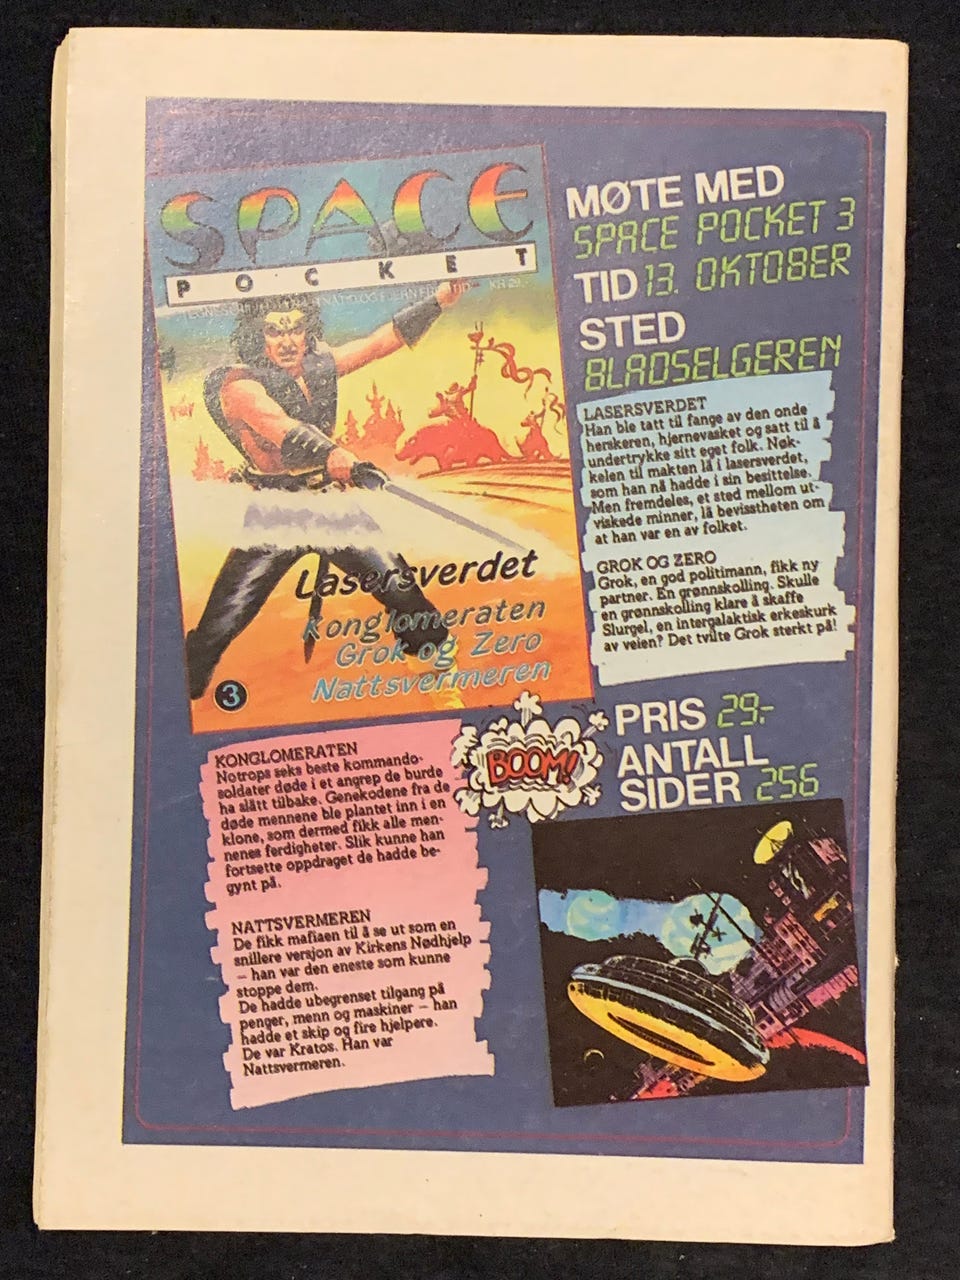 SPACE
POCKET
KR 29,-
Lasersverdet
Konglomeraten
Grok og Zero
Nattsvermeren
3
MØTE MED
SPACE POCKET 3
TID 13. OKTOBER
STED
BLADSELGEREN
LASERSVERDET
Han ble tatt til fange av den onde
herskeren, hjernevasket og satt til å
undertrykke sitt eget folk. Nøk-
kelen til makten lå i lasersverdet,
som han nå hadde i sin besittelse.
Men fremdeles, et sted mellom ut-
viskede minner, lå bevisstheten om
at han var en av folket.
GROK OG ZERO
Grok, en god politimann, fikk ny
partner. En grønnskolling. Skulle
en grønnskolling klare å skaffe
Slurgel, en intergalaktisk erkeskurk
av veien? Det tvilte Grok sterkt på!
BOOM!
PRIS 29.-
ANTALL
SIDER 256
KONGLOMERATEN
Notrops seks beste kommando-
soldater døde i et angrep de burde
ha slått tilbake. Genekodene fra de
døde mennene ble plantet inn i en
klone, som dermed fikk alle men-
nenes ferdigheter. Slik kunne han
fortsette oppdraget de hadde be-
gynt på.
NATTSVERMEREN
De fikk mafiaen til å se ut som en
snillere versjon av Kirkens Nødhjelp
– han var den eneste som kunne
stoppe dem.
De hadde ubegrenset tilgang på
penger, menn og maskiner – han
hadde et skip og fire hjelpere.
De var Kratos. Han var
Nattsvermeren.